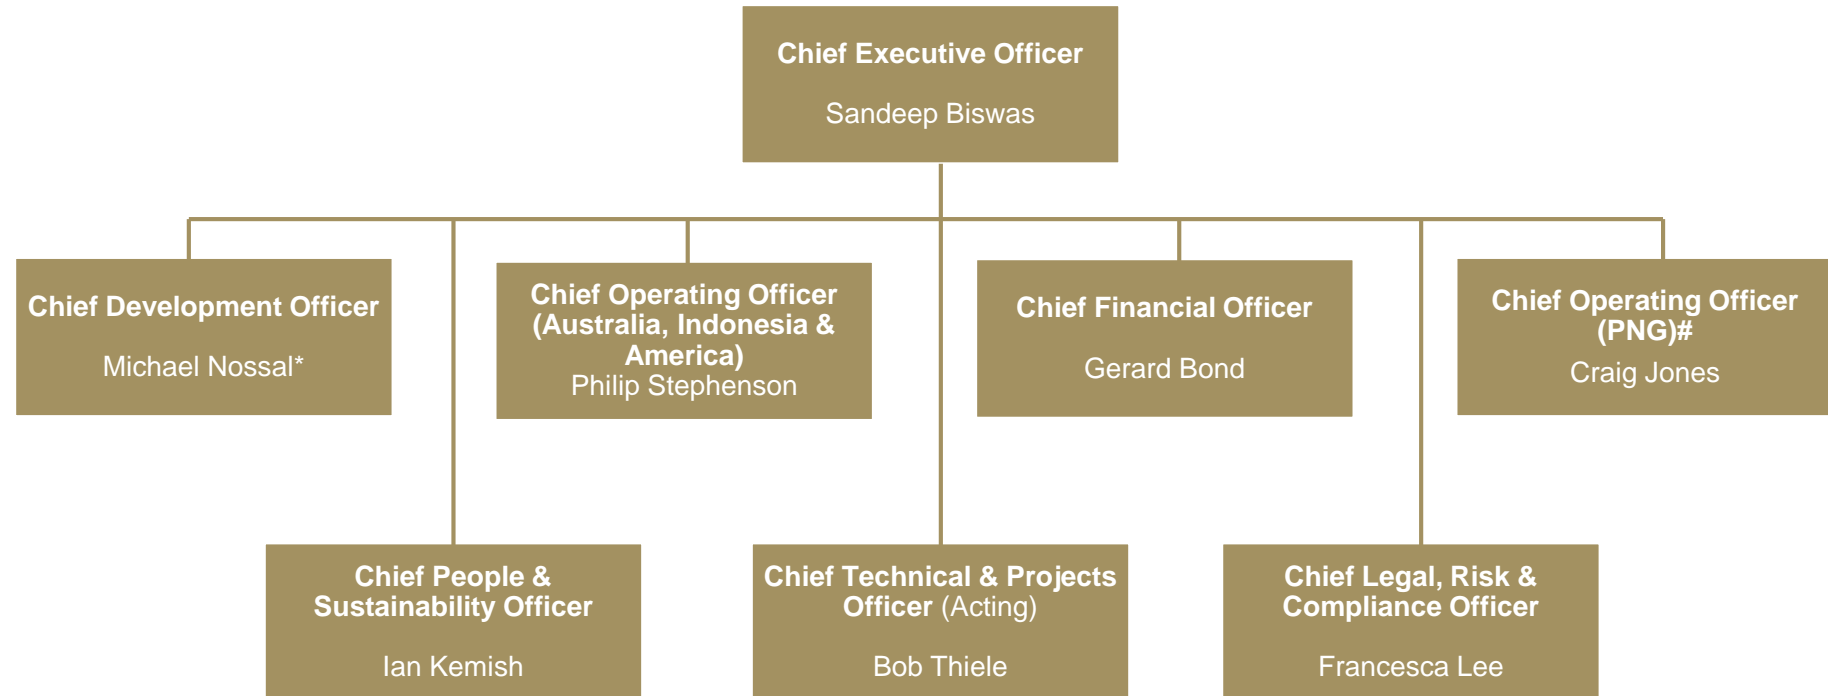 Chief Executive Officer
Sandeep Biswas
Chief Development Officer
Michael Nossal*
Chief Operating Officer
(Australia, Indonesia &
America)
Philip Stephenson
Chief Financial Officer
Gerard Bond
Chief Operating Officer
(PNG)#
Craig Jones
Chief People &
Sustainability Officer
Ian Kemish
Chief Technical & Projects
Officer (Acting)
Bob Thiele
Chief Legal, Risk &
Compliance Officer
Francesca Lee